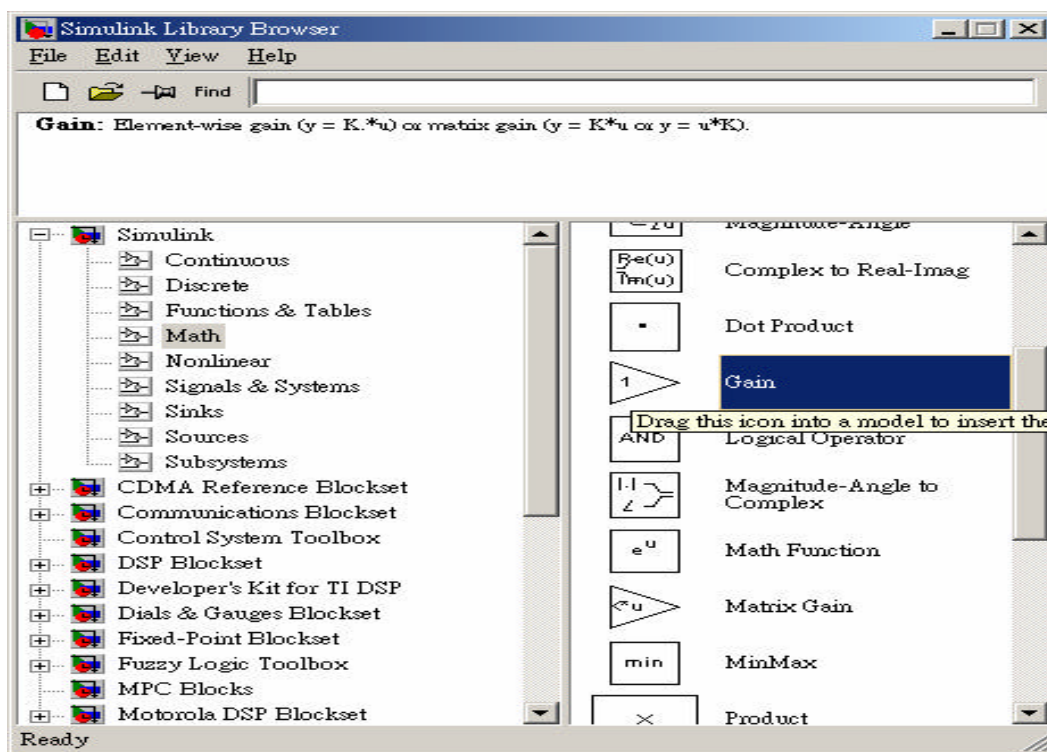 Simulink Library Browser
File Edit View Help
Find
Gain: Element-wise gain (y = K.*u) or matrix gain (y = K*u or y = u*K).
Simulink
Continuous
Discrete
Functions & Tables
Math
Nonlinear
Signals & Systems
Sinks
Sources
Subsystems
CDMA Reference Blockset
Communications Blockset
Control System Toolbox
DSP Blockset
Developer's Kit for TI DSP
Dials & Gauges Blockset
Fixed-Point Blockset
Fuzzy Logic Toolbox
MPC Blocks
Motorola DSP Blockset
Magnitude-Angle
Re(u)
Im(u)
Complex to Real-Imag
Dot Product
1
Gain
Drag this icon into a model to insert the
AND
Logical Operator
Magnitude-Angle to
Complex
e^u
Math Function
Matrix Gain
min
MinMax
×
Product
Ready